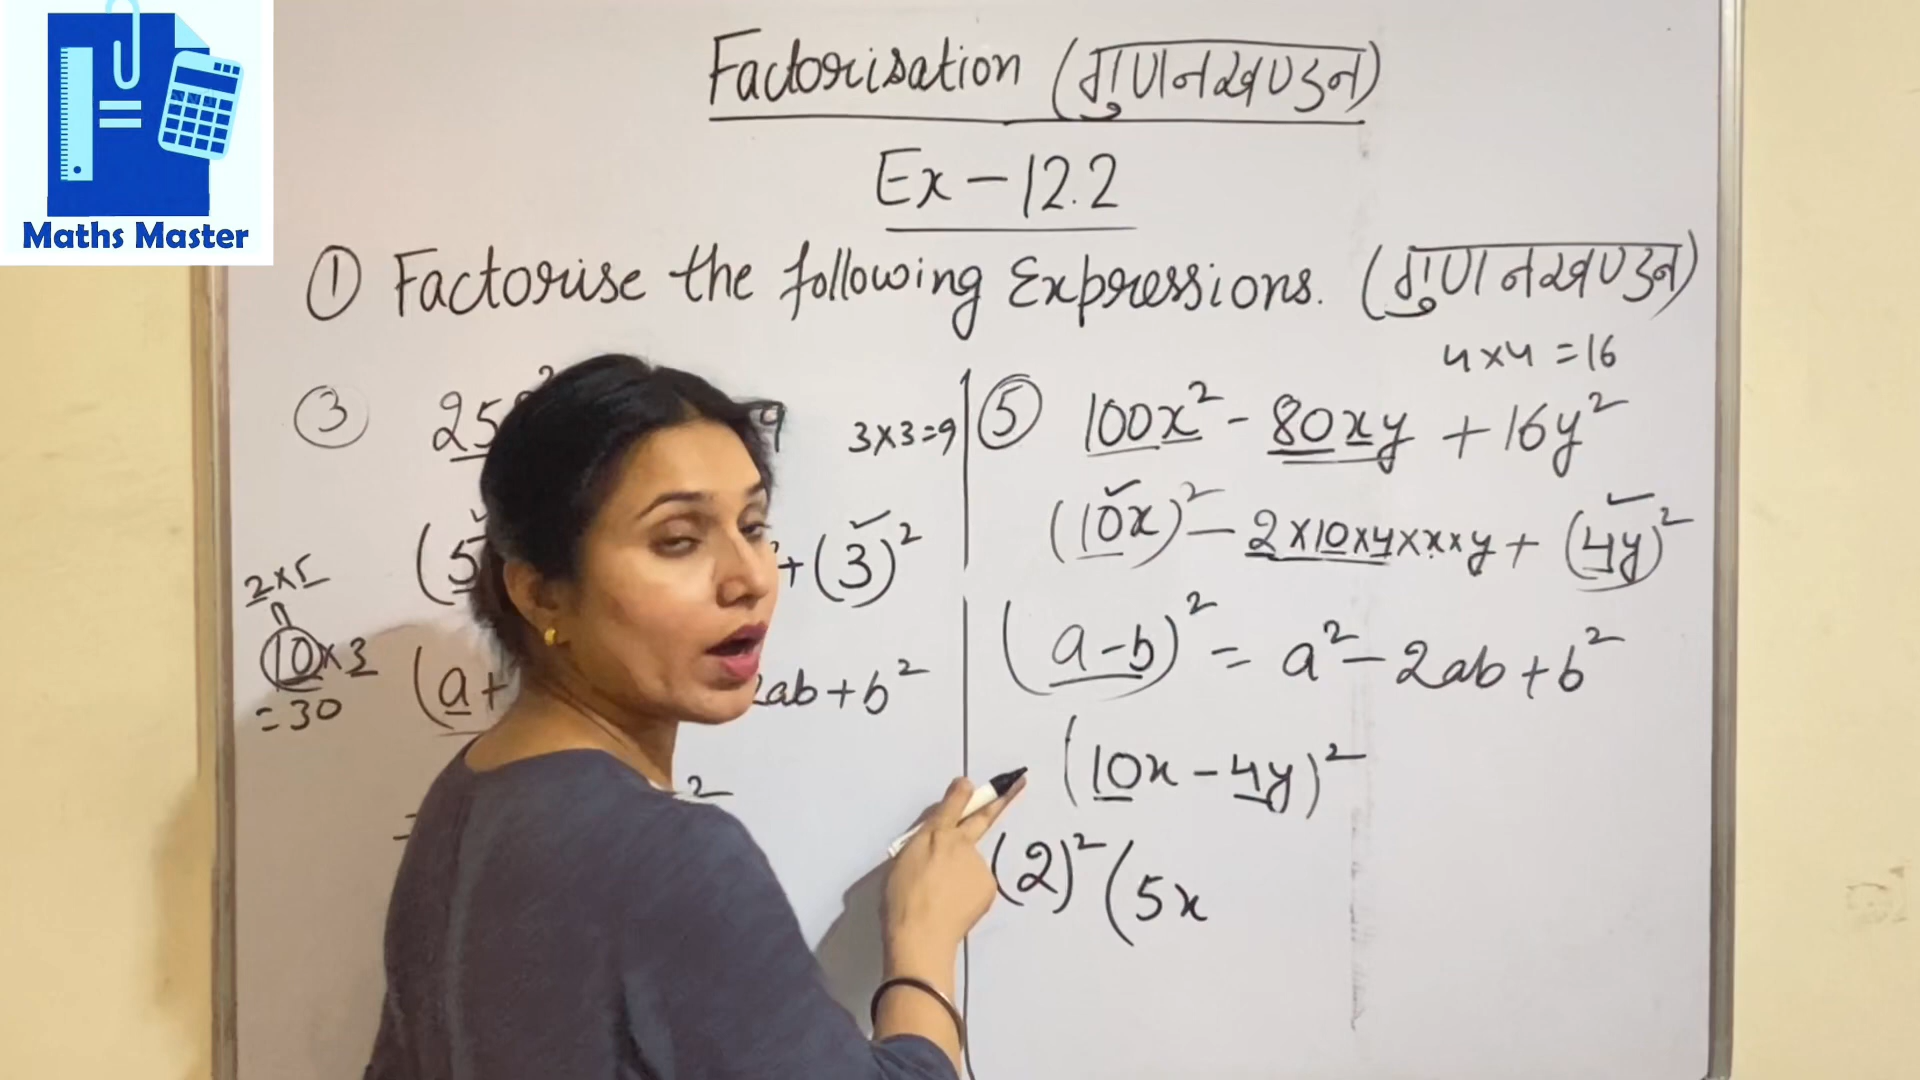 Maths Master
Factorisation (गुणनखण्डन)
Ex-12.2
① Factorise the following Expressions. (गुणनखण्डन)
③ 25
3×3=9
(5 + (3)²
2×5
10×3
=30
(a+ 2ab+b²
=
2
4×4=16
⑤ 100x² - 80xy + 16y²
(10x)² - 2×10×4×x×y + (4y)²
(a-b)² = a² - 2ab + b²
(10x - 4y)²
(2)² (5x